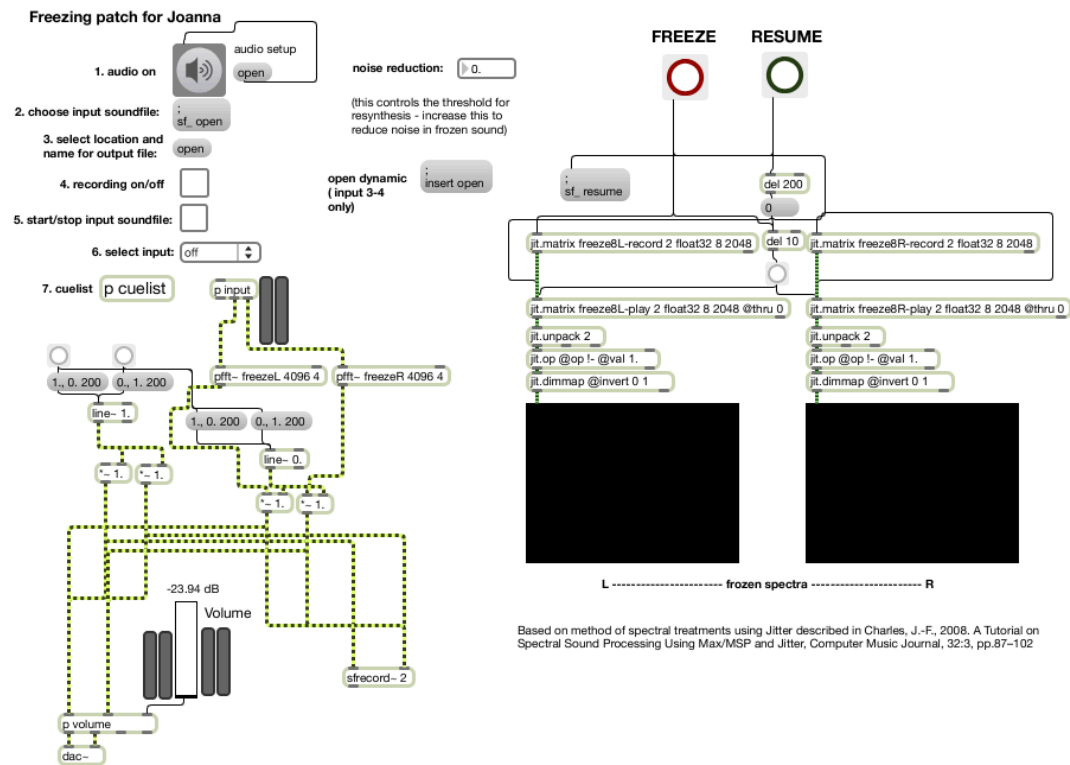 Freezing patch for Joanna
audio setup
1. audio on
open
2. choose input soundfile:
;
sf_ open
3. select location and
name for output file:
open
4. recording on/off
5. start/stop input soundfile:
6. select input:
off
7. cuelist
p cuelist
noise reduction:
0.
(this controls the threshold for
resynthesis - increase this to
reduce noise in frozen sound)
open dynamic
( input 3-4
only)
;
insert open
p input
pfft~ freezeL 4096 4
pfft~ freezeR 4096 4
1., 0. 200
0., 1. 200
line~ 1.
1., 0. 200
0., 1. 200
line~ 0.
*~ 1.
*~ 1.
*~ 1.
*~ 1.
-23.94 dB
Volume
sfrecord~ 2
p volume
dac~
FREEZE
RESUME
;
sf_ resume
del 200
0
jit.matrix freeze8L-record 2 float32 8 2048
del 10
jit.matrix freeze8R-record 2 float32 8 2048
jit.matrix freeze8L-play 2 float32 8 2048 @thru 0
jit.matrix freeze8R-play 2 float32 8 2048 @thru 0
jit.unpack 2
jit.unpack 2
jit.op @op !- @val 1.
jit.op @op !- @val 1.
jit.dimmap @invert 0 1
jit.dimmap @invert 0 1
L ----------------------- frozen spectra ----------------------- R
Based on method of spectral treatments using Jitter described in Charles, J.-F., 2008. A Tutorial on
Spectral Sound Processing Using Max/MSP and Jitter, Computer Music Journal, 32:3, pp.87–102